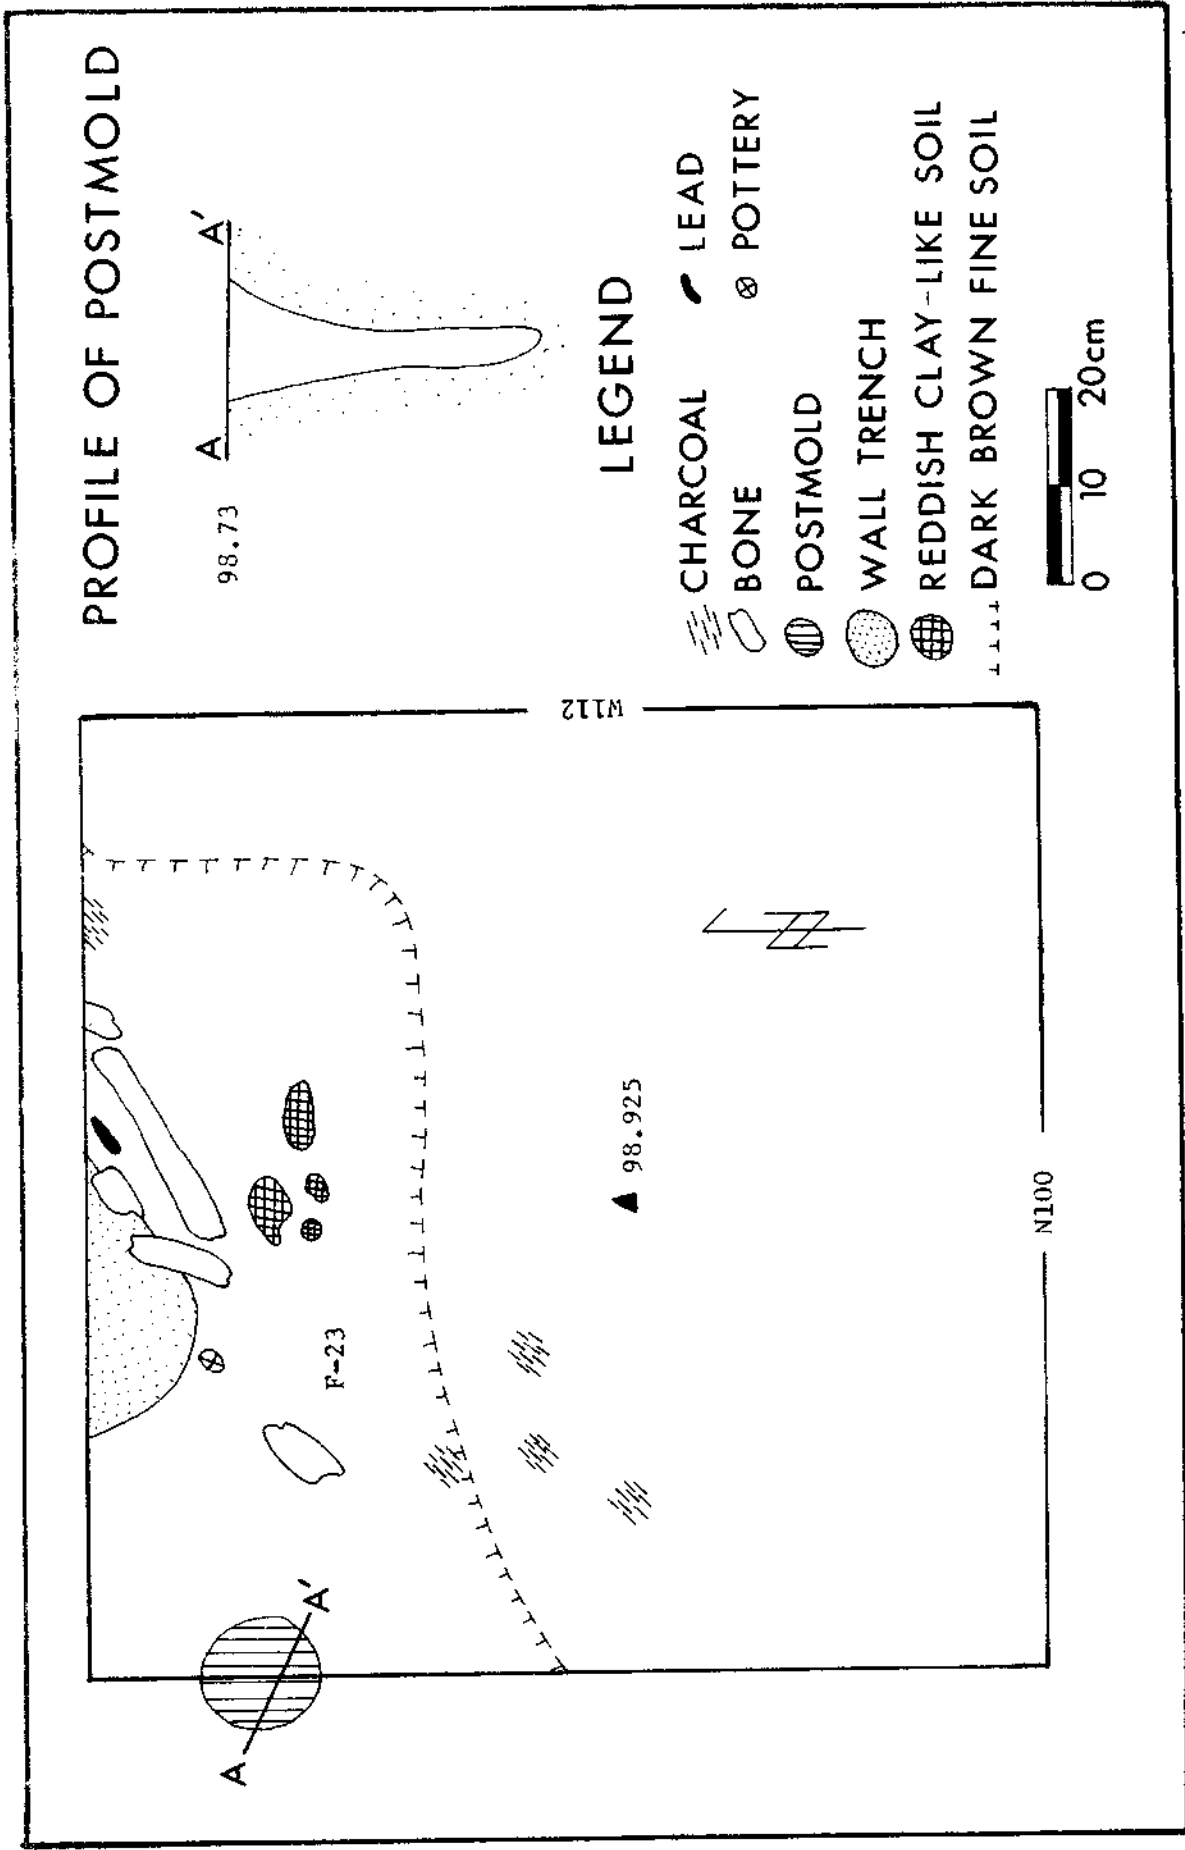 PROFILE OF POSTMOLD
A A'
98.73
LEGEND
CHARCOAL
LEAD
BONE
POTTERY
POSTMOLD
WALL TRENCH
REDDISH CLAY-LIKE SOIL
DARK BROWN FINE SOIL
0 10 20cm
W112
N
F-23
98.925
A A'
N100